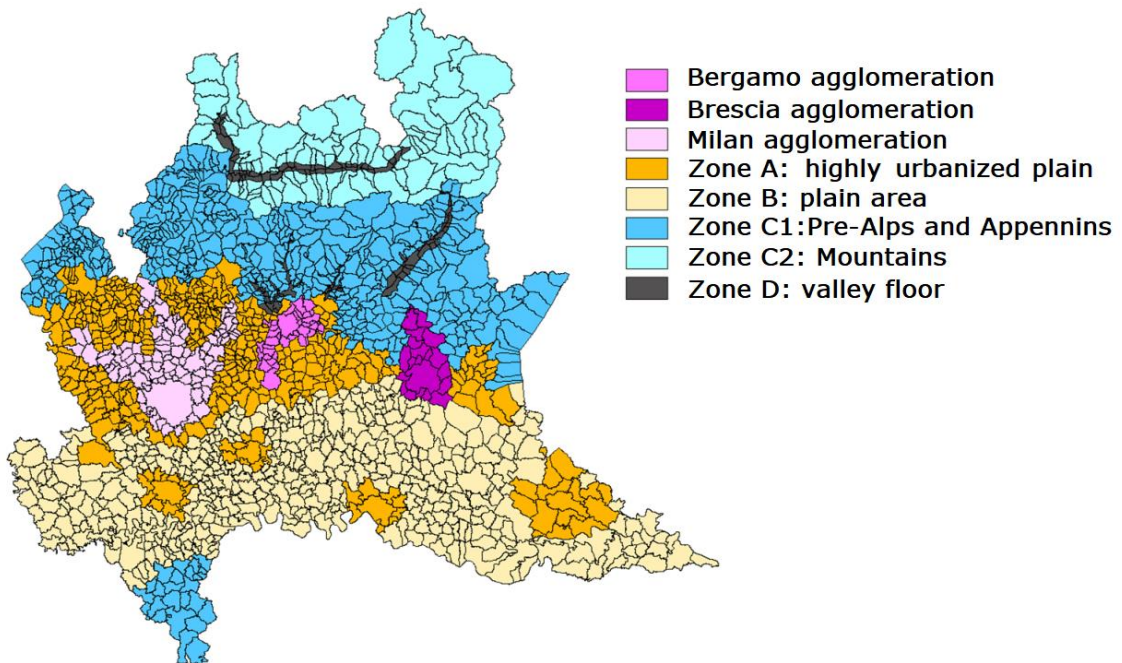 Bergamo agglomeration
Brescia agglomeration
Milan agglomeration
Zone A: highly urbanized plain
Zone B: plain area
Zone C1:Pre-Alps and Appennins
Zone C2: Mountains
Zone D: valley floor